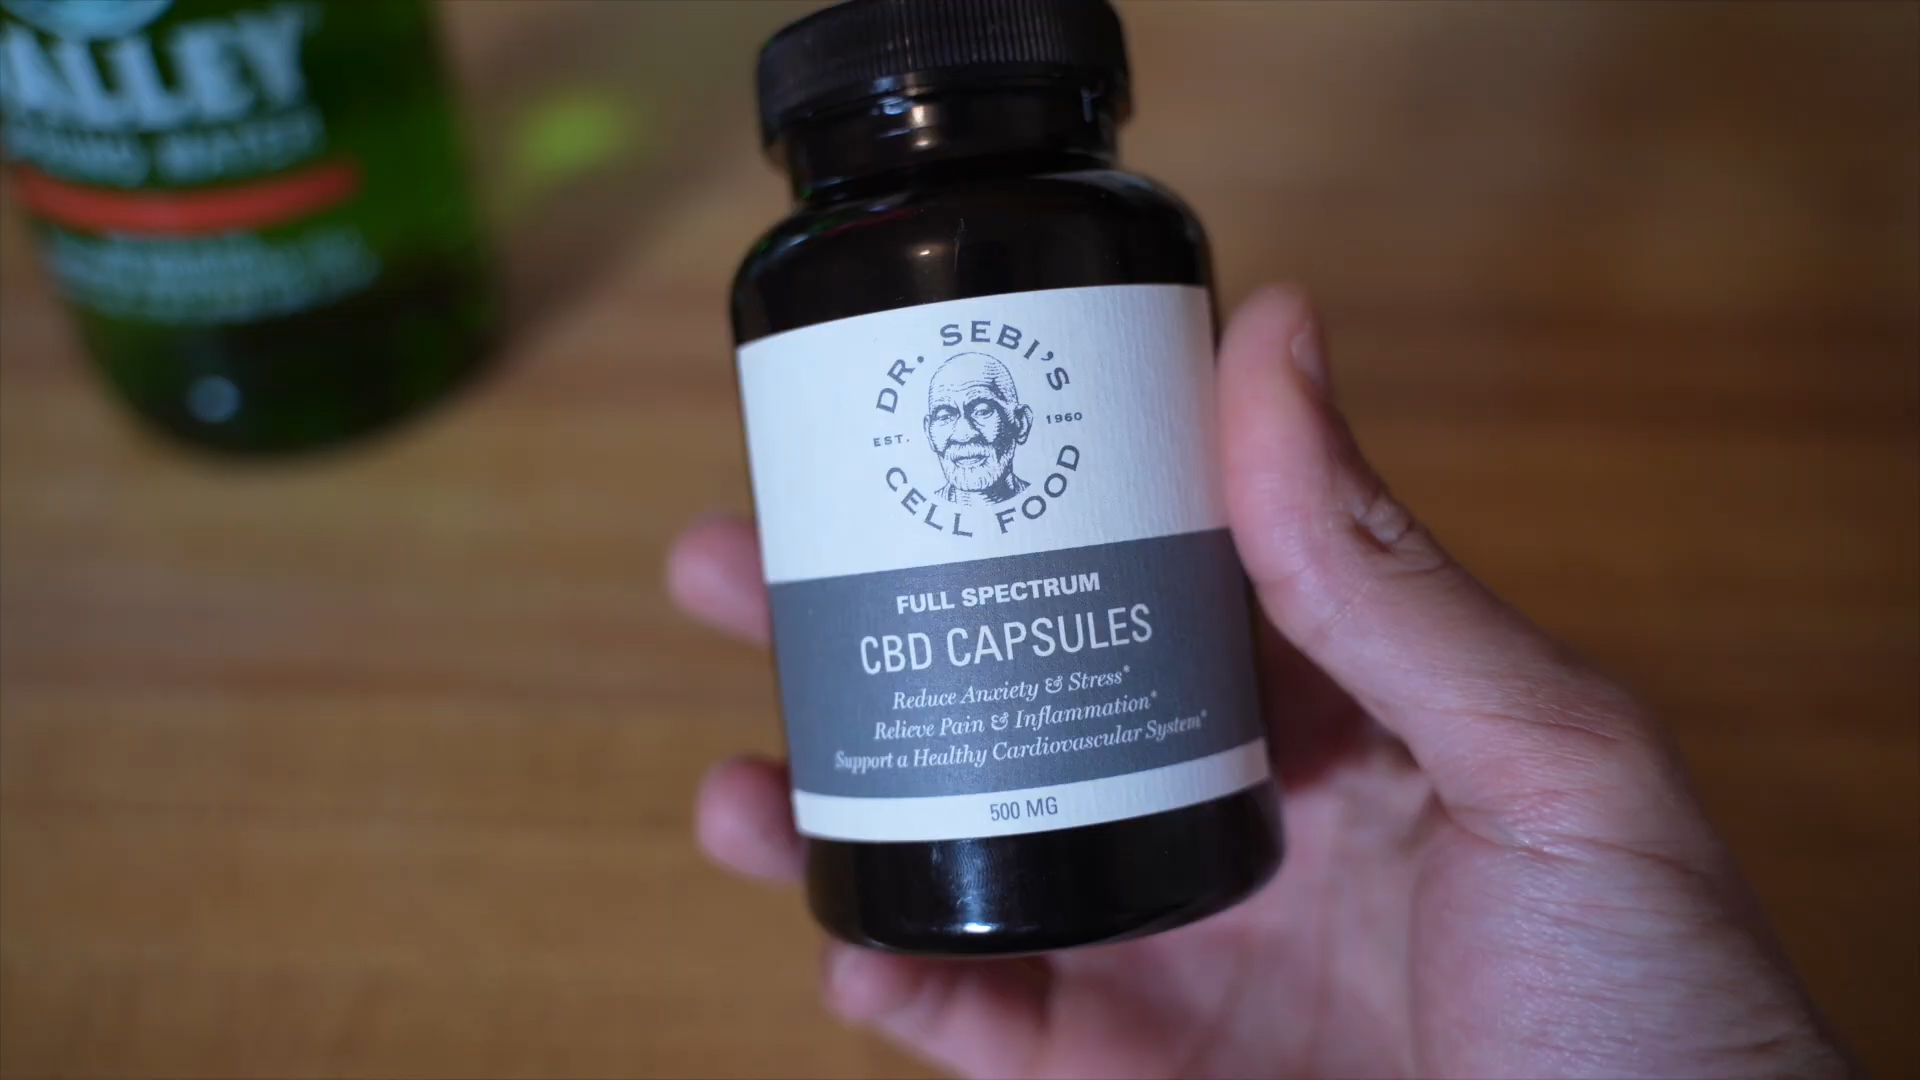 ALLEY
DR. SEBI'S
EST. 1960
CELL FOOD
FULL SPECTRUM
CBD CAPSULES
Reduce Anxiety & Stress*
Relieve Pain & Inflammation*
Support a Healthy Cardiovascular System*
500 MG